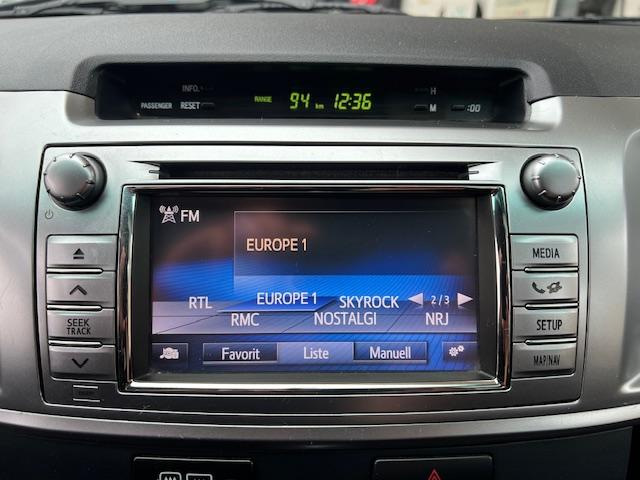 INFO. H
PASSENGER RESET RANGE 94 km 12:36 M :00
FM
EUROPE 1
MEDIA
RTL EUROPE 1 SKYROCK 2/3
RMC NOSTALGI NRJ
SEEK TRACK SETUP
Favorit Liste Manuell
MAP/NAV